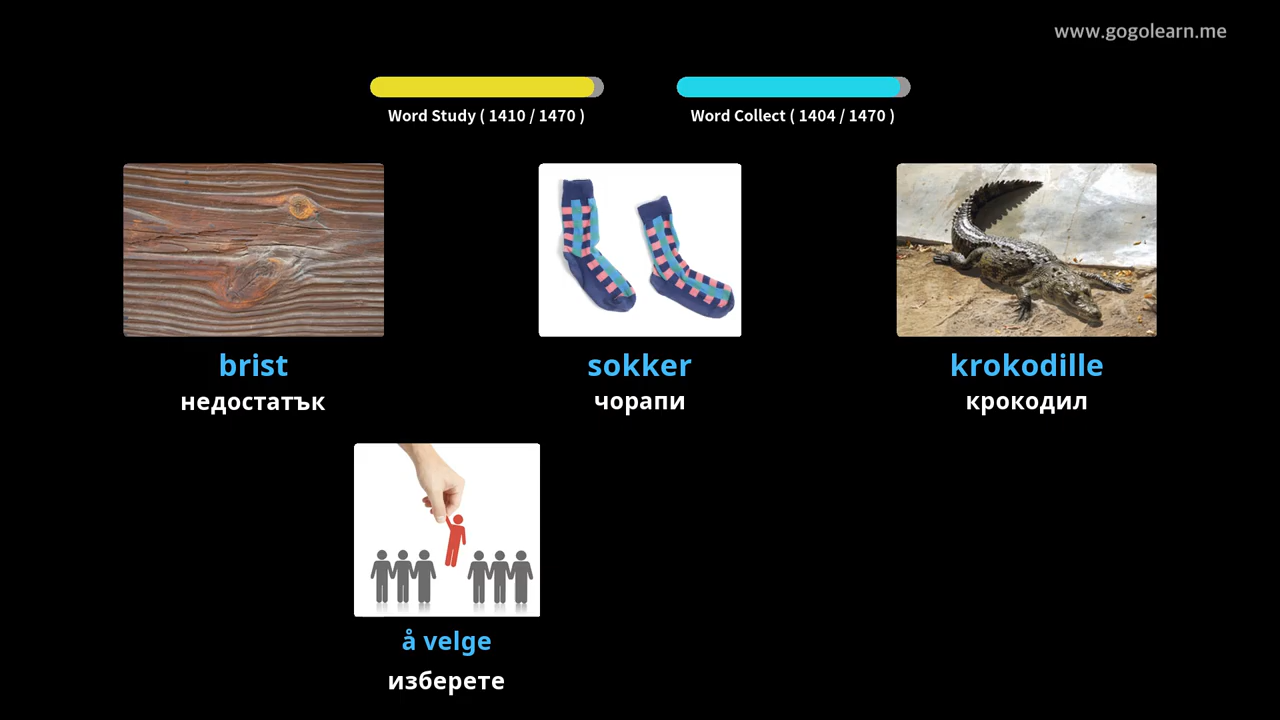 www.gogolearn.me
Word Study ( 1410 / 1470 )
Word Collect ( 1404 / 1470 )
brist
недостатък
sokker
чорапи
krokodille
крокодил
å velge
изберете